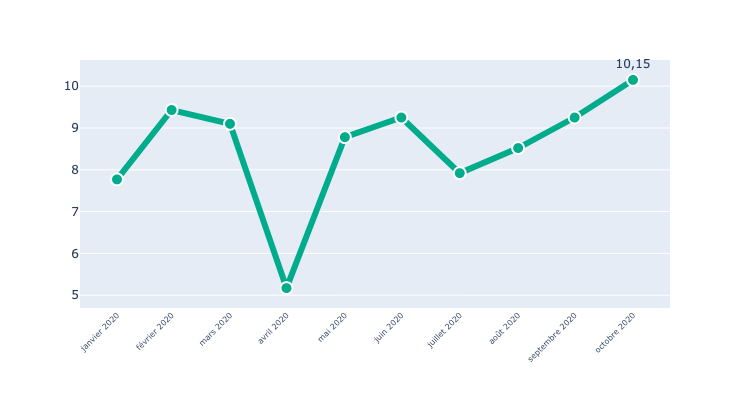 10,15
10
9
8
7
6
5
janvier 2020
février 2020
mars 2020
avril 2020
mai 2020
juin 2020
juillet 2020
août 2020
septembre 2020
octobre 2020